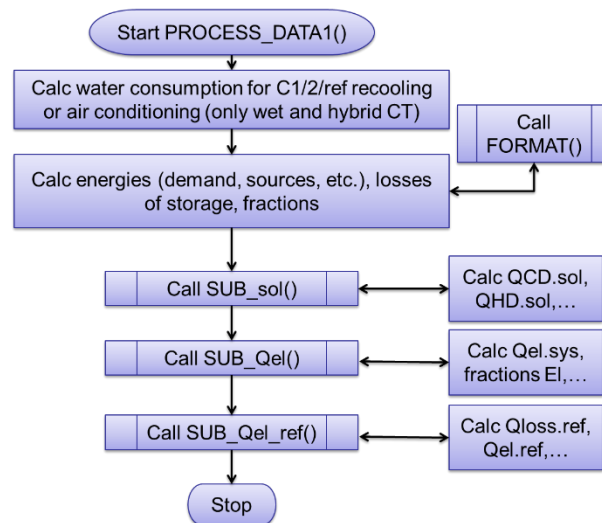 Start PROCESS_DATA1()
Calc water consumption for C1/2/ref recooling
or air conditioning (only wet and hybrid CT)
Call
FORMAT()
Calc energies (demand, sources, etc.), losses
of storage, fractions
Call SUB_sol()
Calc QCD.sol,
QHD.sol,…
Call SUB_Qel()
Calc Qel.sys,
fractions El,…
Call SUB_Qel_ref()
Calc Qloss.ref,
Qel.ref,…
Stop